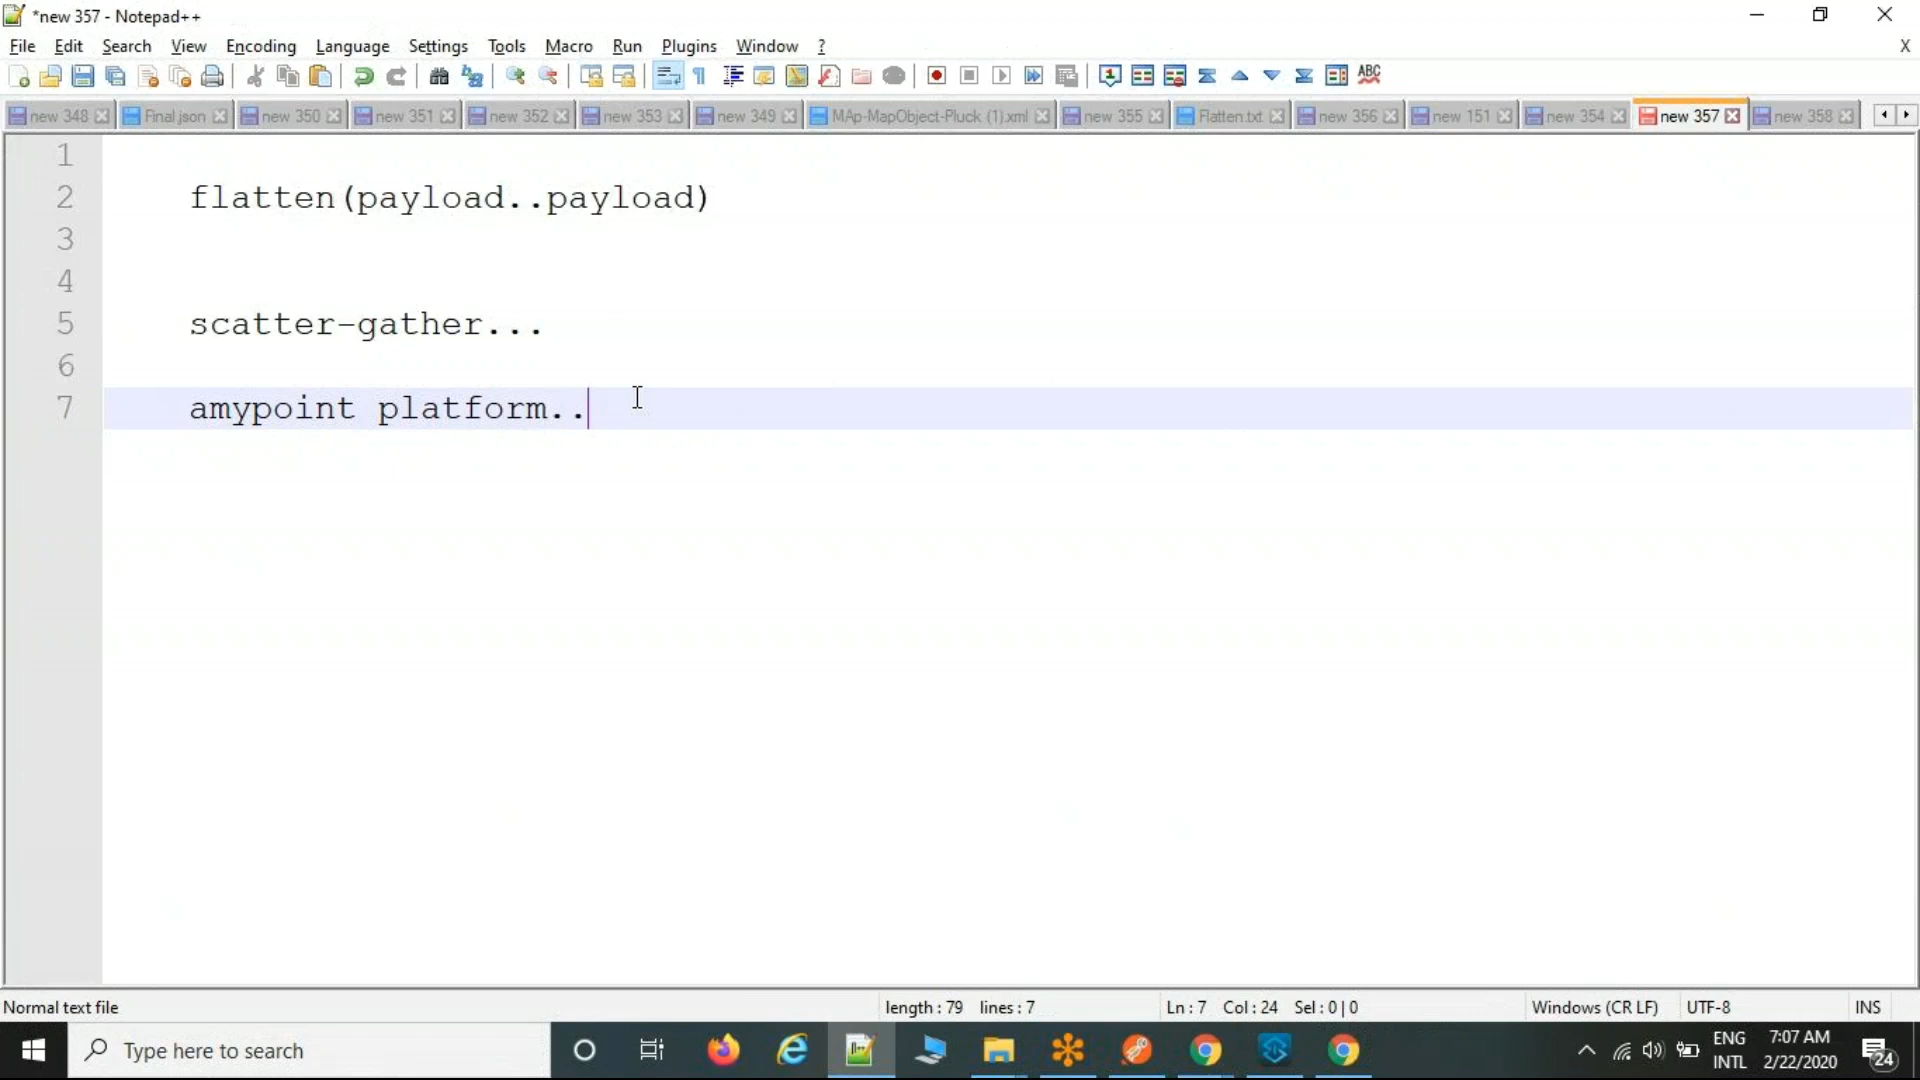 *new 357 - Notepad++
File Edit Search View Encoding Language Settings Tools Macro Run Plugins Window ? X
new 348 Final.json new 350 new 351 new 352 new 353 new 349 MAp-MapObject-Pluck (1).xml new 355 Flatten.txt new 356 new 151 new 354 new 357 new 358
1
2 flatten(payload..payload)
3
4
5 scatter-gather...
6
7 amypoint platform..
Normal text file length : 79 lines : 7 Ln : 7 Col : 24 Sel : 0 | 0 Windows (CR LF) UTF-8 INS
Type here to search
ENG 7:07 AM
INTL 2/22/2020 24